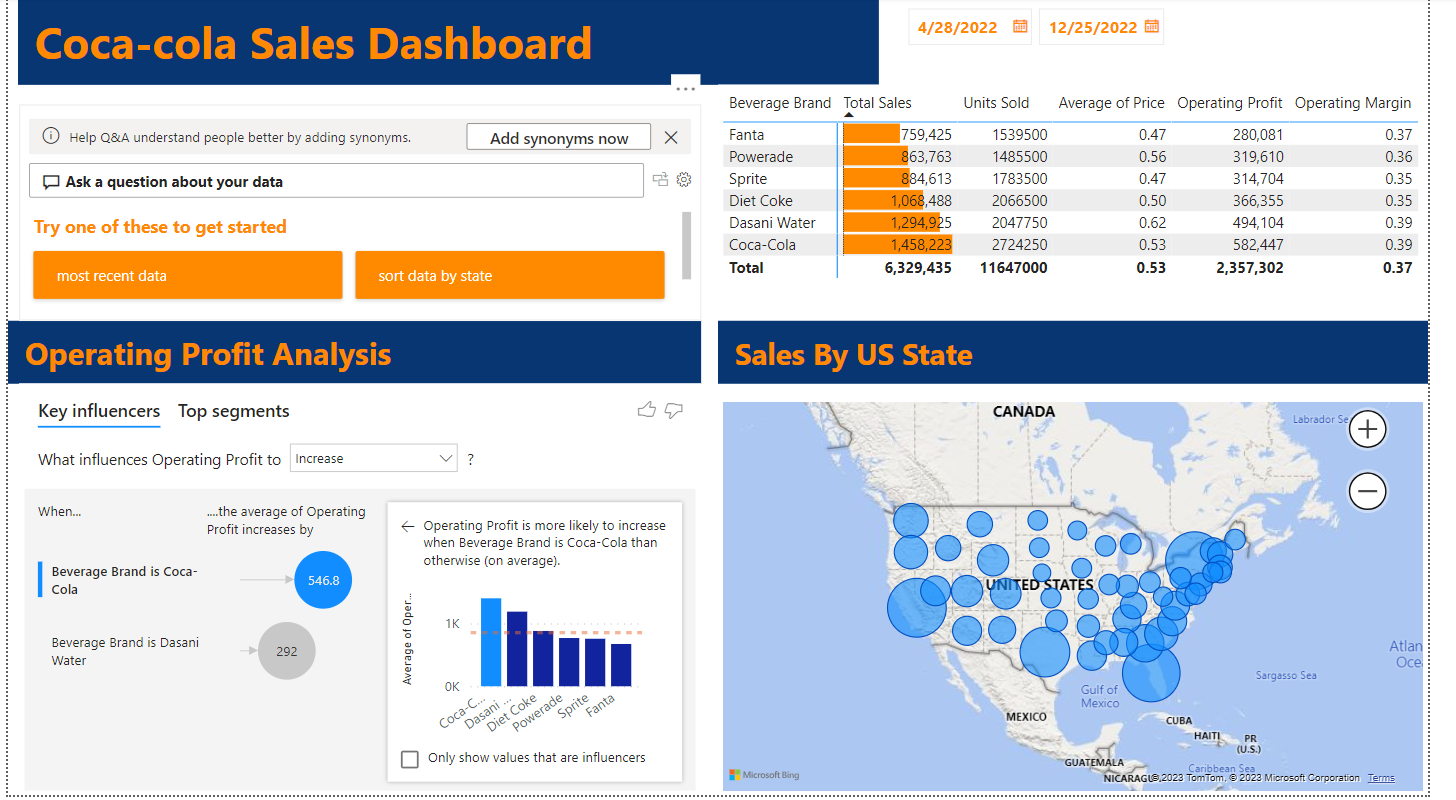 Coca-cola Sales Dashboard
4/28/2022 12/25/2022
Help Q&A understand people better by adding synonyms. Add synonyms now
Ask a question about your data
Try one of these to get started
most recent data sort data by state
Beverage Brand Total Sales Units Sold Average of Price Operating Profit Operating Margin
Fanta 759,425 1539500 0.47 280,081 0.37
Powerade 863,763 1485500 0.56 319,610 0.36
Sprite 884,613 1783500 0.47 314,704 0.35
Diet Coke 1,068,488 2066500 0.50 366,355 0.35
Dasani Water 1,294,925 2047750 0.62 494,104 0.39
Coca-Cola 1,458,223 2724250 0.53 582,447 0.39
Total 6,329,435 11647000 0.53 2,357,302 0.37
Operating Profit Analysis
Key influencers Top segments
What influences Operating Profit to Increase ?
When...
....the average of Operating
Profit increases by
Beverage Brand is Coca-
Cola
546.8
Beverage Brand is Dasani
Water
292
Operating Profit is more likely to increase
when Beverage Brand is Coca-Cola than
otherwise (on average).
Average of Oper...
1K
0K
Coca-C...
Dasani ...
Diet Coke
Powerade
Sprite
Fanta
Only show values that are influencers
Sales By US State
CANADA
Labrador Se
UNITED STATES
Atlan
Ocea
Sargasso Sea
Gulf of
Mexico
MEXICO
CUBA
HAITI
PR
(U.S.)
GUATEMALA
Caribbean Sea
NICARAGU
Microsoft Bing
© 2023 TomTom, © 2023 Microsoft Corporation Terms